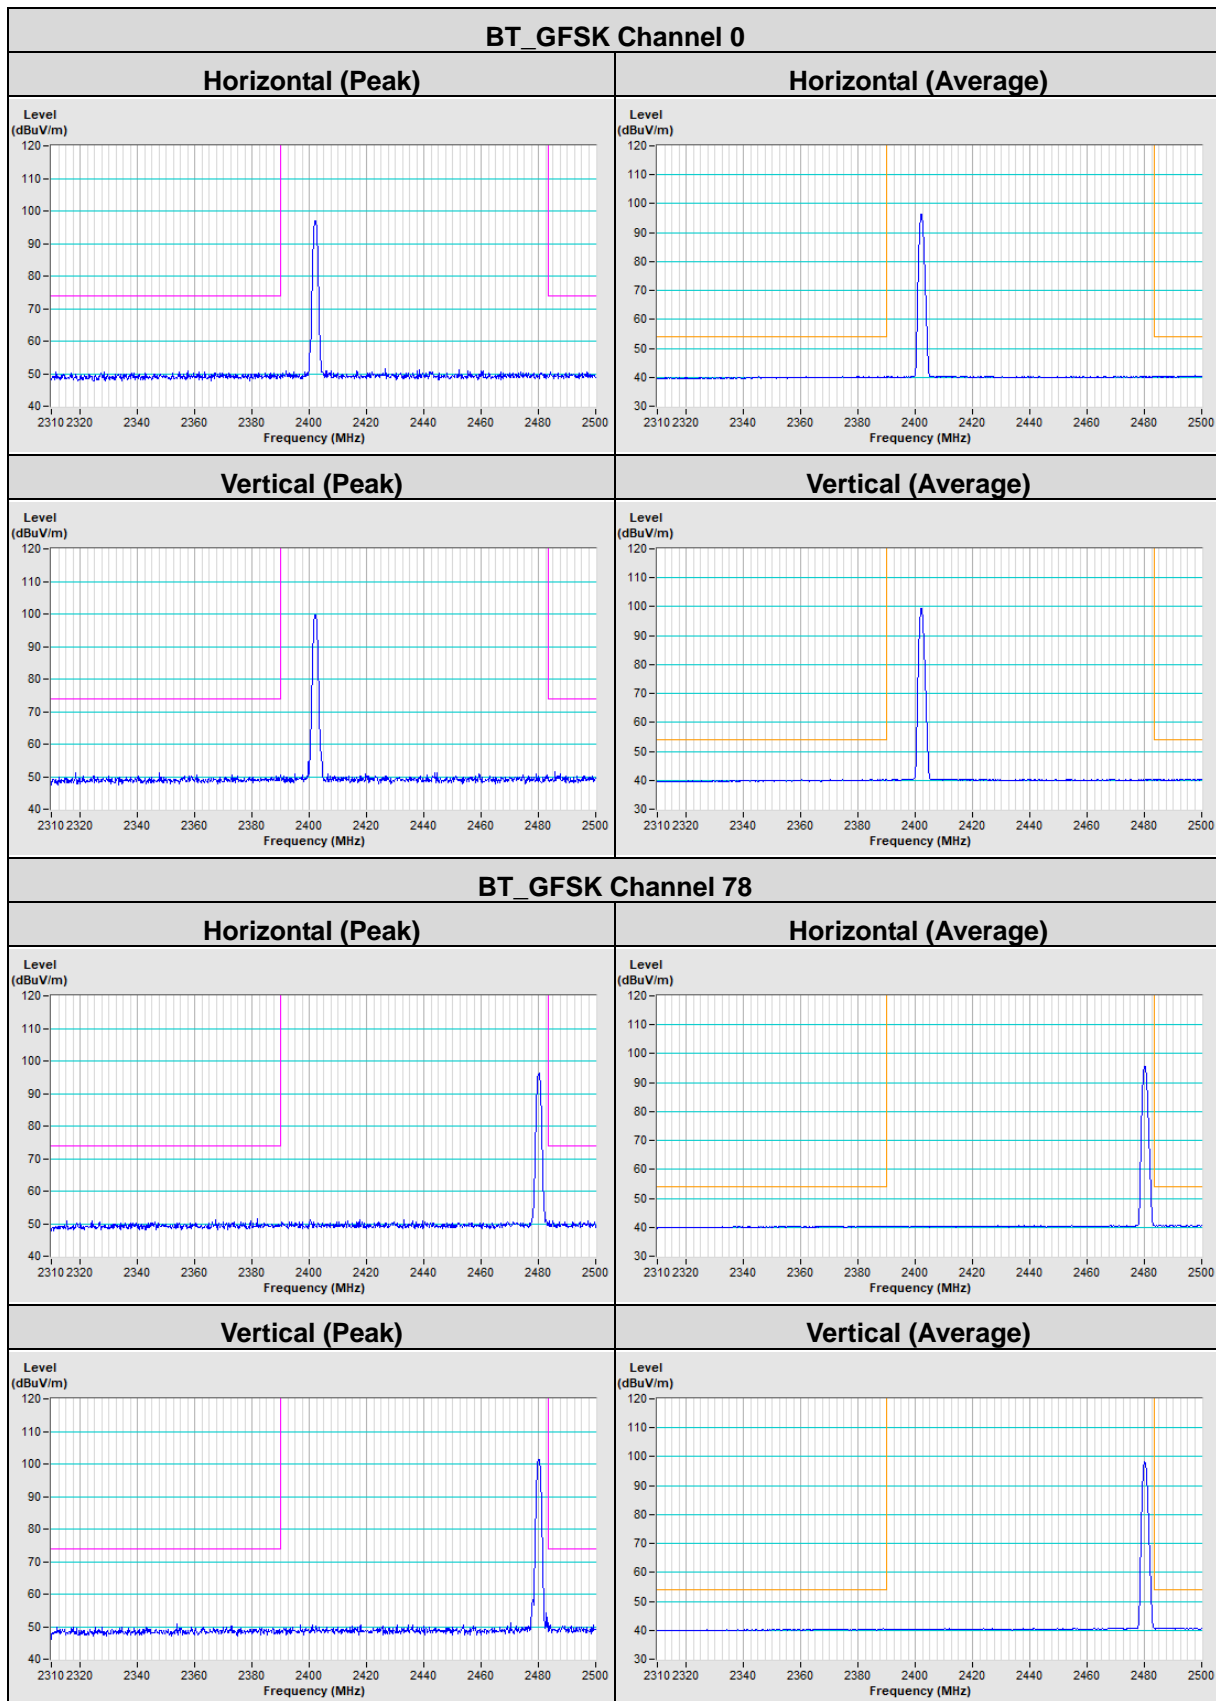 BT_GFSK Channel 0
Horizontal (Peak) Horizontal (Average)
Level Level
(dBuV/m) (dBuV/m)
120 120
110 110
100 100
90 90
80 80
70 70
60 60
50 50
40 40
30
2310 2320 2340 2360 2380 2400 2420 2440 2460 2480 2500 2310 2320 2340 2360 2380 2400 2420 2440 2460 2480 2500
Frequency (MHz) Frequency (MHz)
Vertical (Peak) Vertical (Average)
Level Level
(dBuV/m) (dBuV/m)
120 120
110 110
100 100
90 90
80 80
70 70
60 60
50 50
40 40
30
2310 2320 2340 2360 2380 2400 2420 2440 2460 2480 2500 2310 2320 2340 2360 2380 2400 2420 2440 2460 2480 2500
Frequency (MHz) Frequency (MHz)
BT_GFSK Channel 78
Horizontal (Peak) Horizontal (Average)
Level Level
(dBuV/m) (dBuV/m)
120 120
110 110
100 100
90 90
80 80
70 70
60 60
50 50
40 40
30
2310 2320 2340 2360 2380 2400 2420 2440 2460 2480 2500 2310 2320 2340 2360 2380 2400 2420 2440 2460 2480 2500
Frequency (MHz) Frequency (MHz)
Vertical (Peak) Vertical (Average)
Level Level
(dBuV/m) (dBuV/m)
120 120
110 110
100 100
90 90
80 80
70 70
60 60
50 50
40 40
30
2310 2320 2340 2360 2380 2400 2420 2440 2460 2480 2500 2310 2320 2340 2360 2380 2400 2420 2440 2460 2480 2500
Frequency (MHz) Frequency (MHz)